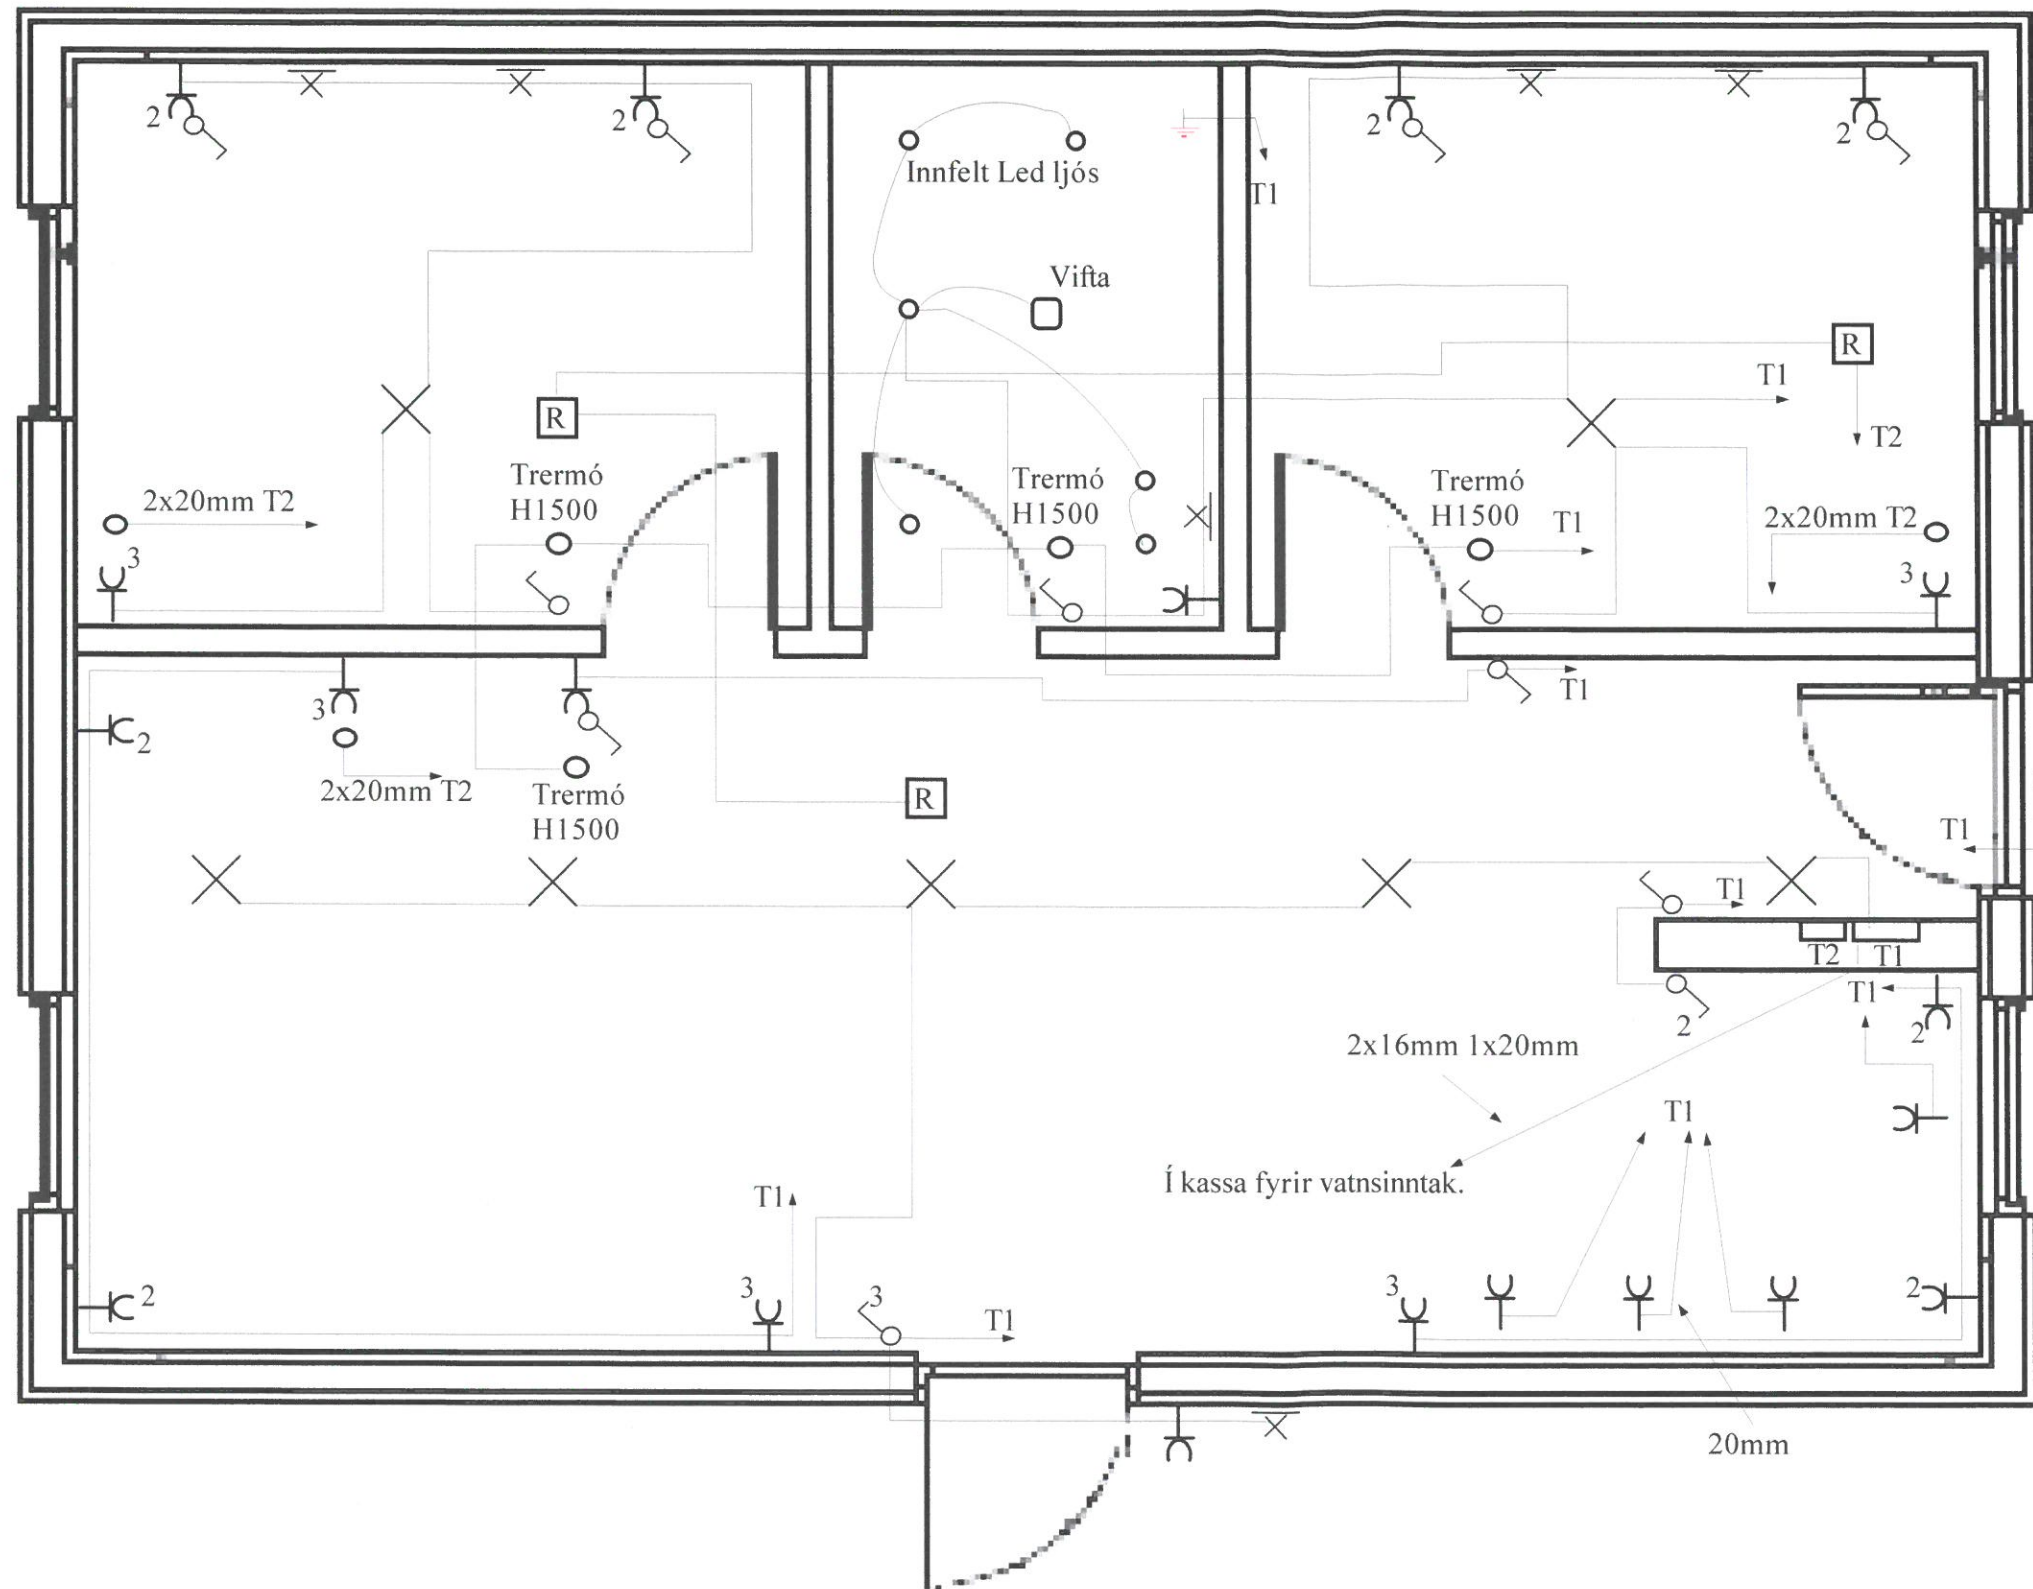 2
2
2
2
Innfelt Led ljós
T1
Vifta
R
T1
R
T2
Trermó
H1500
Trermó
H1500
Trermó
H1500
2x20mm T2
T1
2x20mm T2
3
3
3
T1
2
2x20mm T2
Trermó
H1500
R
T1
T1
T2
T1
T1
2
2
2x16mm 1x20mm
T1
Í kassa fyrir vatnsinntak.
T1
2
3
3
T1
3
2
20mm